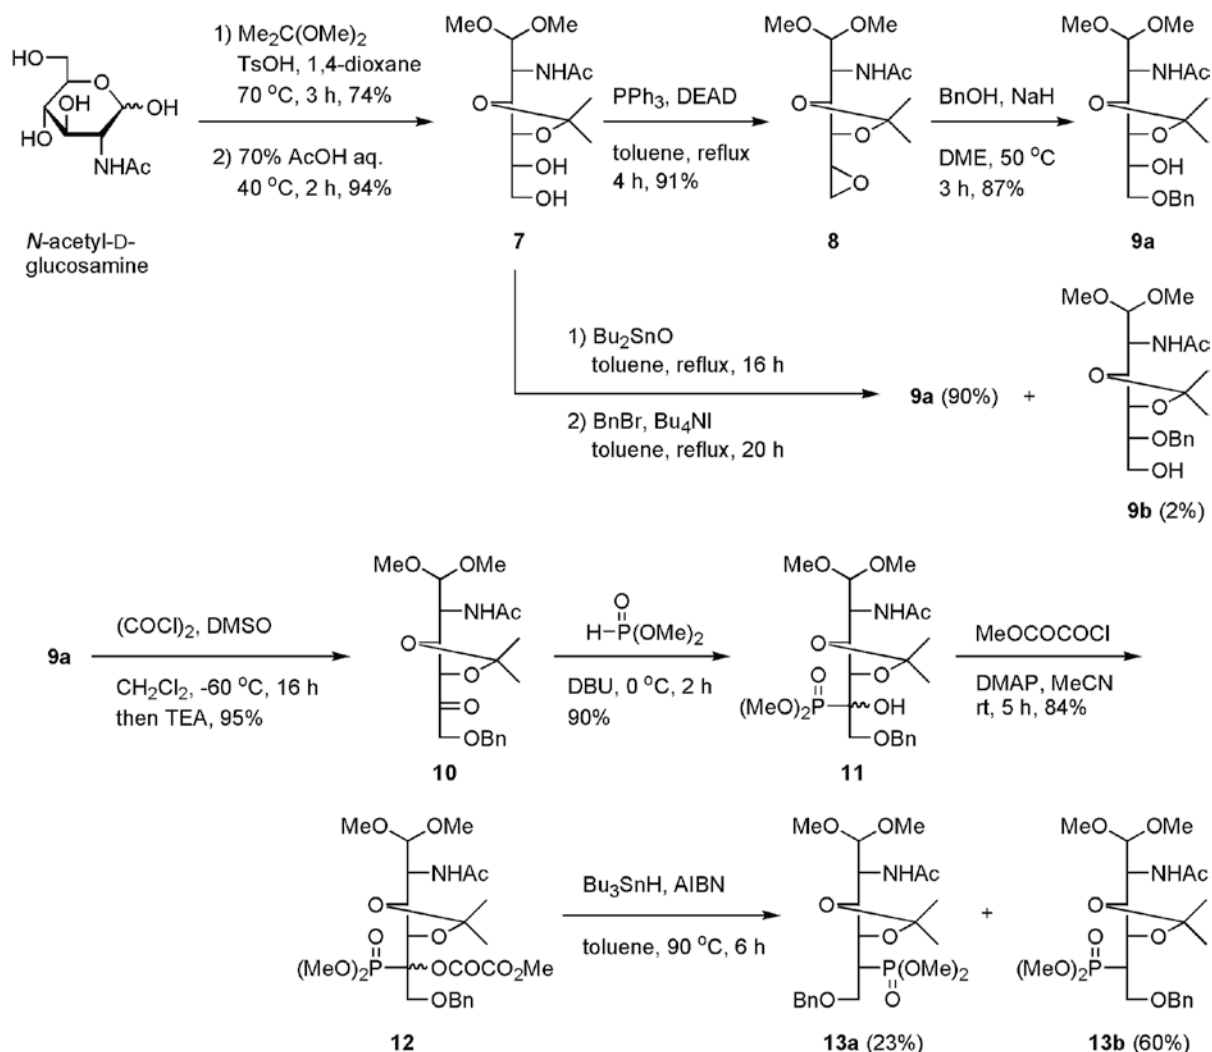 1) Me2C(OMe)2
TsOH, 1,4-dioxane
70 °C, 3 h, 74%
2) 70% AcOH aq.
40 °C, 2 h, 94%
HO
O
OH
HO
HO
OH
NHAc
N-acetyl-D-
glucosamine
MeO OMe
NHAc
O
O
OH
OH
7
PPh3, DEAD
toluene, reflux
4 h, 91%
MeO OMe
NHAc
O
O
O
8
BnOH, NaH
DME, 50 °C
3 h, 87%
MeO OMe
NHAc
O
O
OH
OBn
9a
1) Bu2SnO
toluene, reflux, 16 h
2) BnBr, Bu4NI
toluene, reflux, 20 h
9a (90%) +
MeO OMe
NHAc
O
O
OBn
OH
9b (2%)
9a
(COCl)2, DMSO
CH2Cl2, -60 °C, 16 h
then TEA, 95%
MeO OMe
NHAc
O
O
O
OBn
10
O
H-P(OMe)2
DBU, 0 °C, 2 h
90%
MeO OMe
NHAc
O
O
O
(MeO)2P OH
OBn
11
MeOCOCOCl
DMAP, MeCN
rt, 5 h, 84%
MeO OMe
NHAc
O
O
O
(MeO)2P OCOCO2Me
OBn
12
Bu3SnH, AIBN
toluene, 90 °C, 6 h
MeO OMe
NHAc
O
O
P(OMe)2
BnO O
13a (23%)
+
MeO OMe
NHAc
O
O
O
(MeO)2P
OBn
13b (60%)